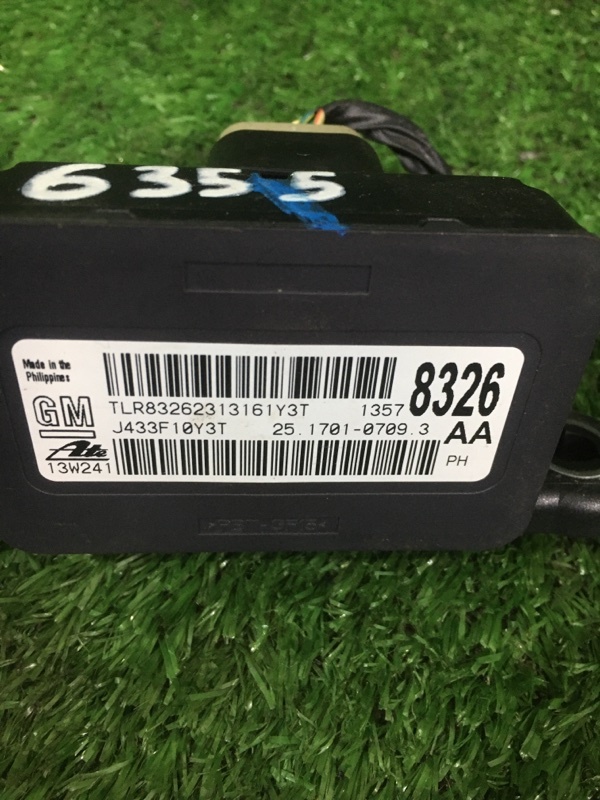 6355
Made in the
Philippines
GM
TLR83262313161Y3T 1357 8326
J433F10Y3T 25.1701-0709.3 AA
Ate
13W241 PH